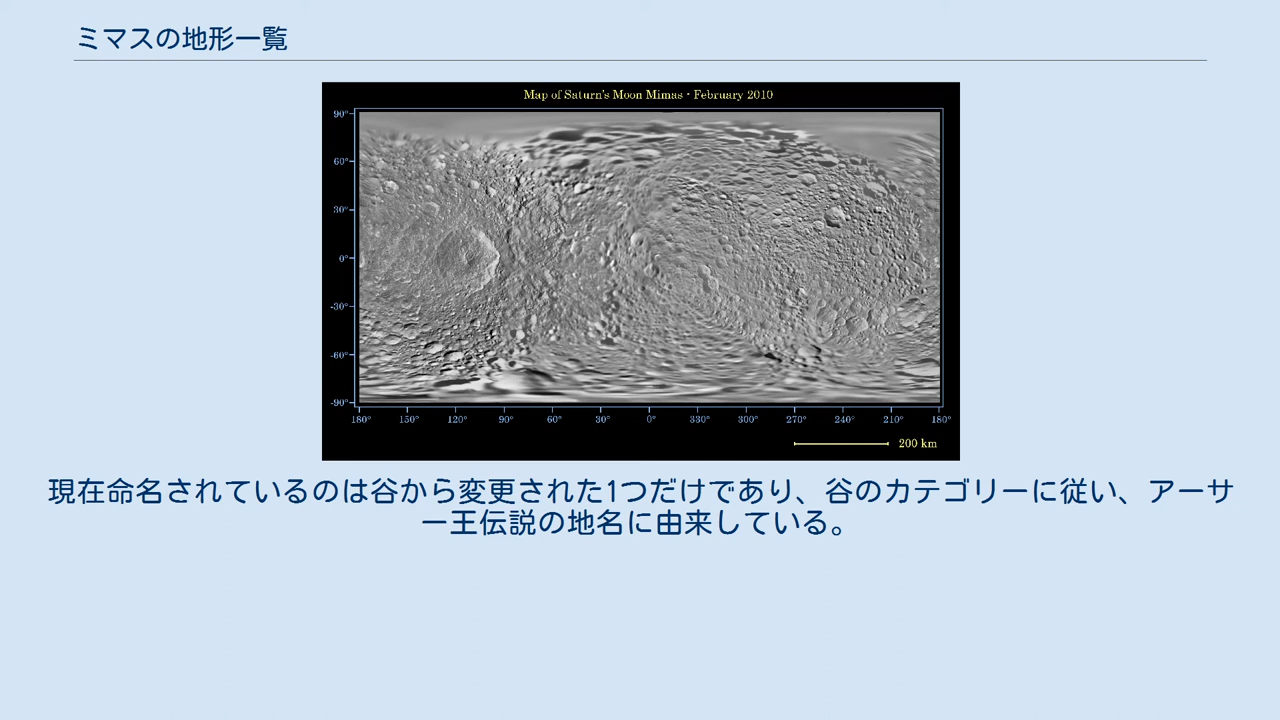 ミマスの地形一覧
Map of Saturn's Moon Mimas • February 2010
90°
60°
30°
0°
-30°
-60°
-90°
180° 150° 120° 90° 60° 30° 0° 330° 300° 270° 240° 210° 180°
200 km
現在命名されているのは谷から変更された1つだけであり、谷のカテゴリーに従い、アーサ
ー王伝説の地名に由来している。